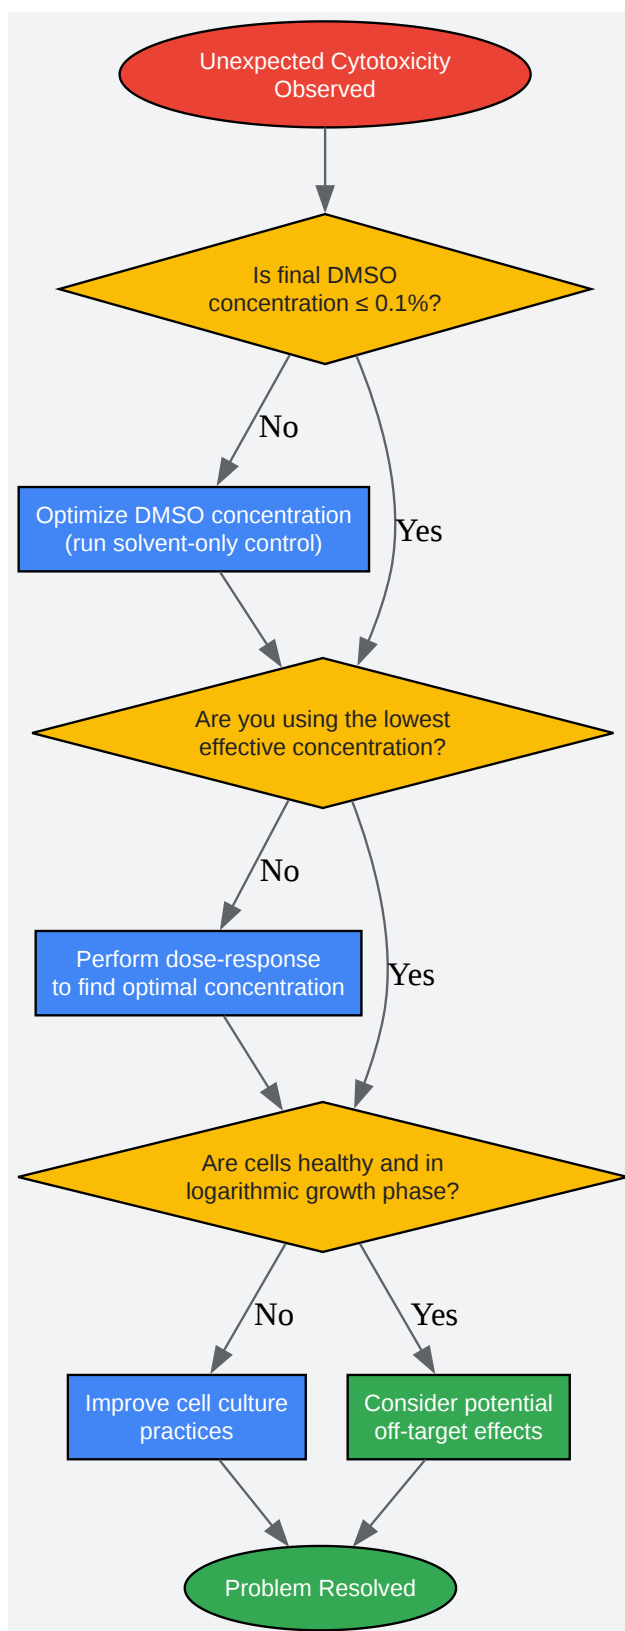 Unexpected Cytotoxicity
Observed
Is final DMSO
concentration ≤ 0.1%?
No
Optimize DMSO concentration
(run solvent-only control)
Yes
Are you using the lowest
effective concentration?
No
Perform dose-response
to find optimal concentration
Yes
Are cells healthy and in
logarithmic growth phase?
No
Yes
Improve cell culture
practices
Consider potential
off-target effects
Problem Resolved